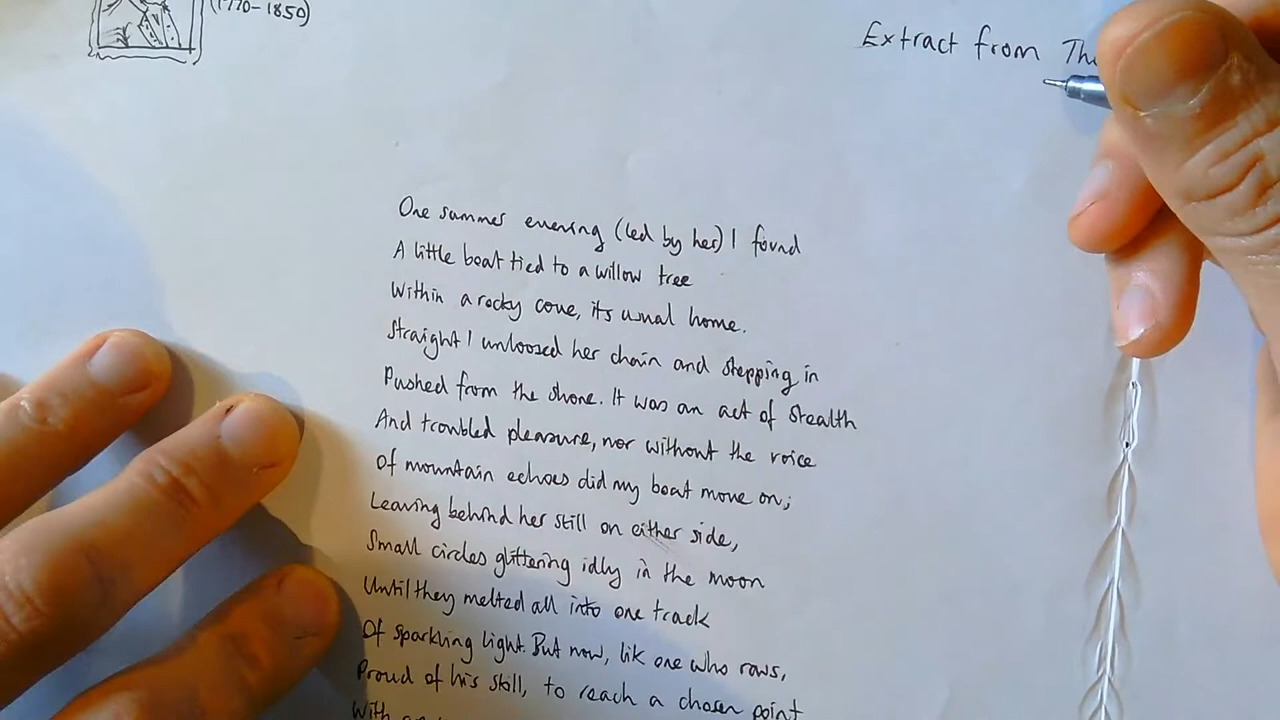 (1770-1850)
Extract from Th
One summer evening (led by her) I found
A little boat tied to a willow tree
Within a rocky cove, its usual home.
Straight I unloosed her chain and stepping in
Pushed from the shore. It was an act of stealth
And troubled pleasure, nor without the voice
Of mountain echoes did my boat move on;
Leaving behind her still on either side,
Small circles glittering idly in the moon
Until they melted all into one track
Of sparkling light. But now, lik one who rows,
Proud of his skill, to reach a chosen point
With